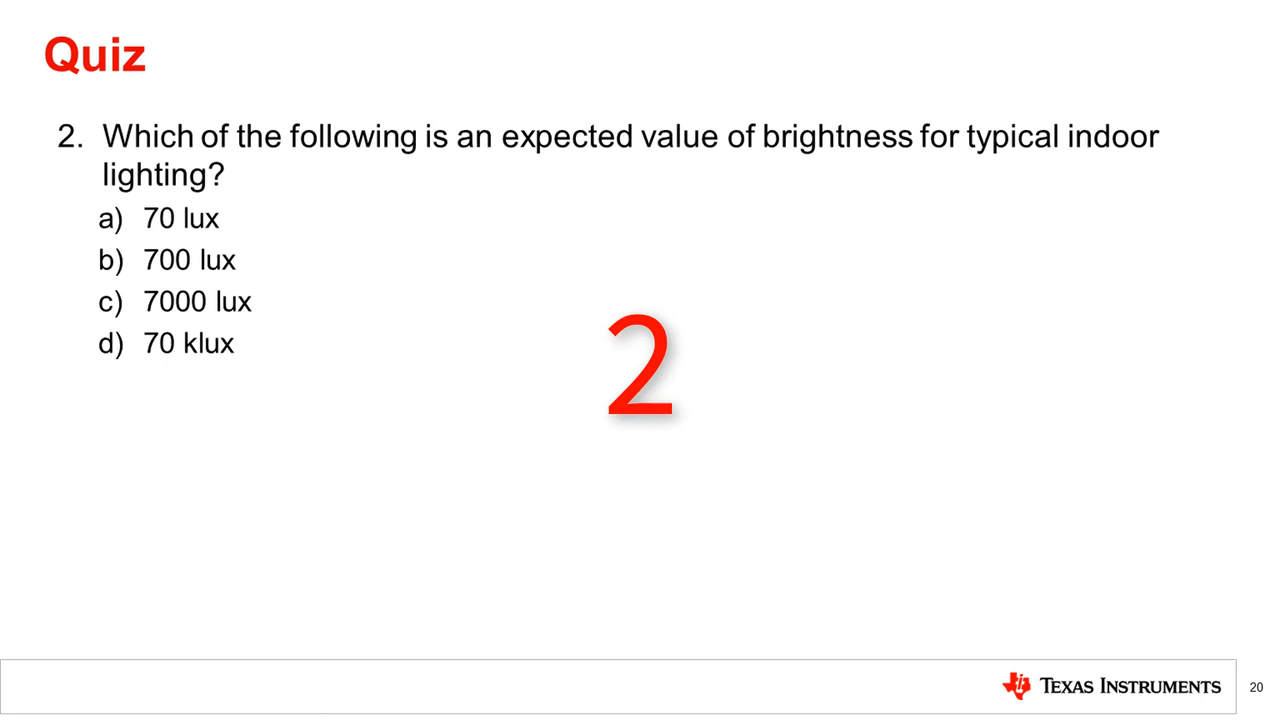 Quiz
2. Which of the following is an expected value of brightness for typical indoor
lighting?
a) 70 lux
b) 700 lux
c) 7000 lux
d) 70 klux
2
TEXAS INSTRUMENTS
20